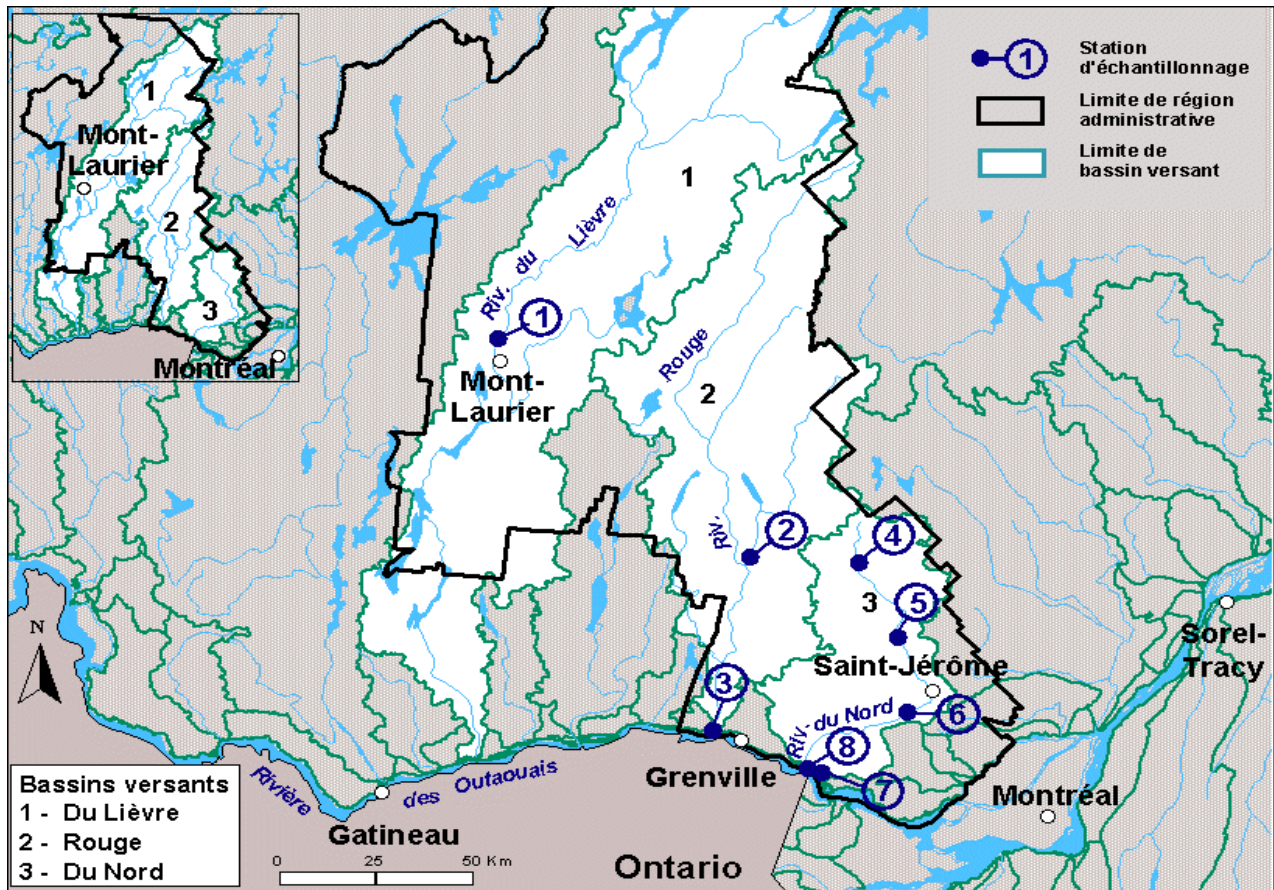 1
Mont-
Laurier
2
3
Montréal
1
Station
d'échantillonnage
Limite de région
administrative
Limite de
bassin versant
1
Riv. du Lièvre
1
Mont-
Laurier
Riv. Rouge
2
2
4
3
5
Saint-Jérôme
Sorel-
Tracy
3
6
Riv. du Nord
8
7
Grenville
Montréal
Rivière des Outaouais
Gatineau
Ontario
N
Bassins versants
1 - Du Lièvre
2 - Rouge
3 - Du Nord
0 25 50 Km